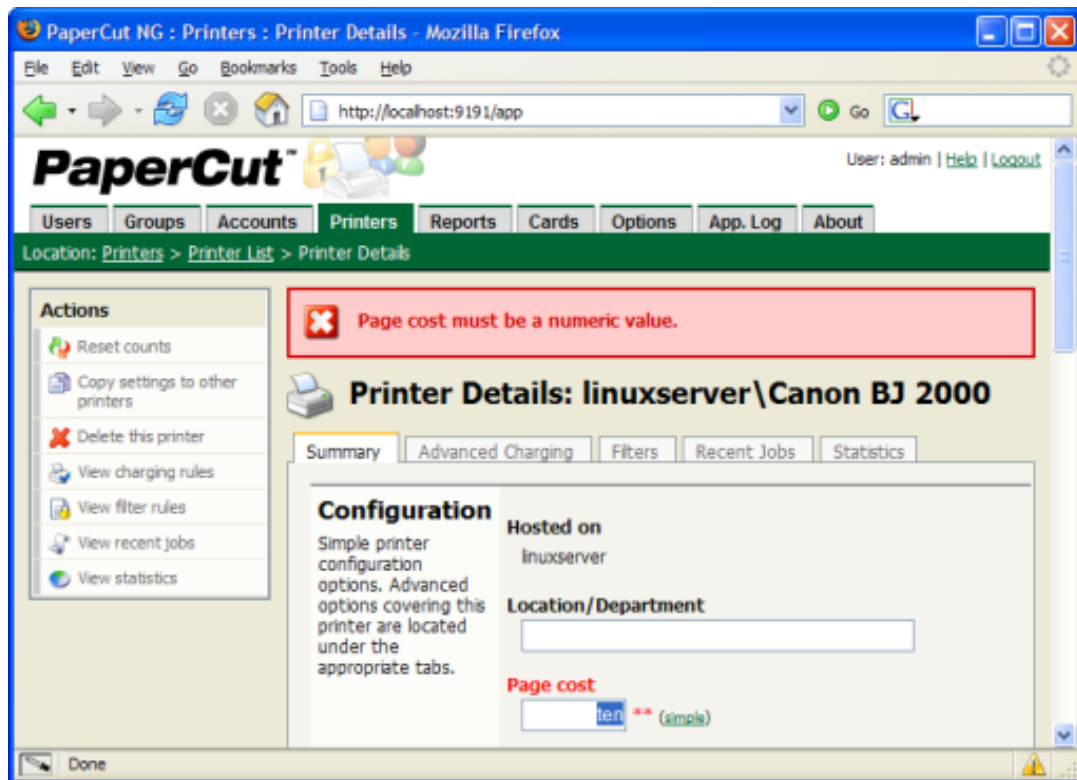 PaperCut NG : Printers : Printer Details - Mozilla Firefox
File Edit View Go Bookmarks Tools Help
http://localhost:9191/app Go G
PaperCut™
User: admin | Help | Logout
Users Groups Accounts Printers Reports Cards Options App. Log About
Location: Printers > Printer List > Printer Details
Actions
Reset counts
Copy settings to other
printers
Delete this printer
View charging rules
View filter rules
View recent jobs
View statistics
Page cost must be a numeric value.
Printer Details: linuxserver\Canon BJ 2000
Summary Advanced Charging Filters Recent Jobs Statistics
Configuration
Simple printer
configuration
options. Advanced
options covering this
printer are located
under the
appropriate tabs.
Hosted on
linuxserver
Location/Department
Page cost
ten ** (simple)
Done